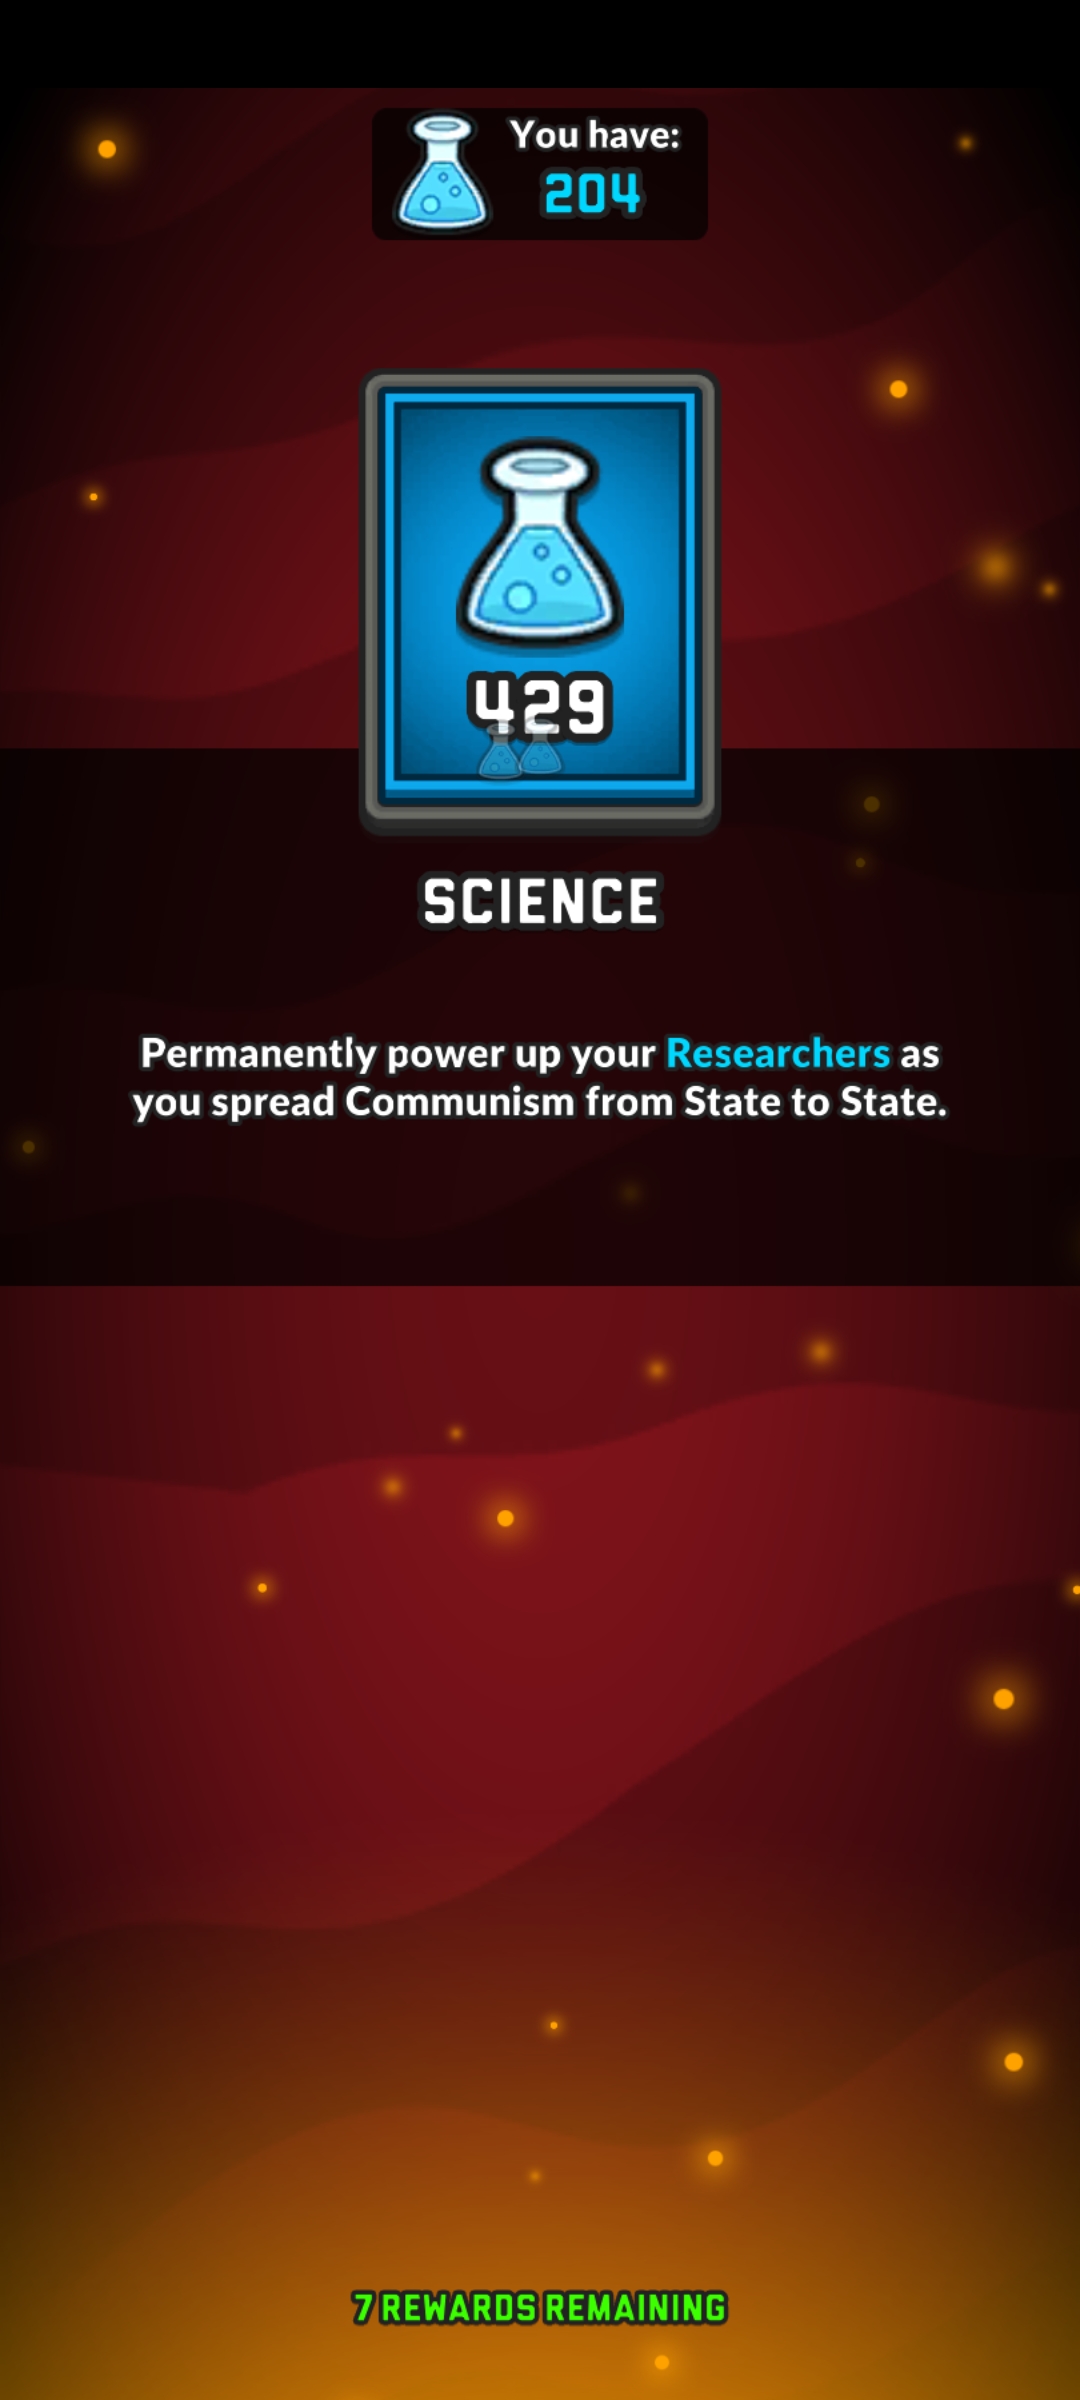 You have:
204
429
SCIENCE
Permanently power up your Researchers as
you spread Communism from State to State.
7 REWARDS REMAINING